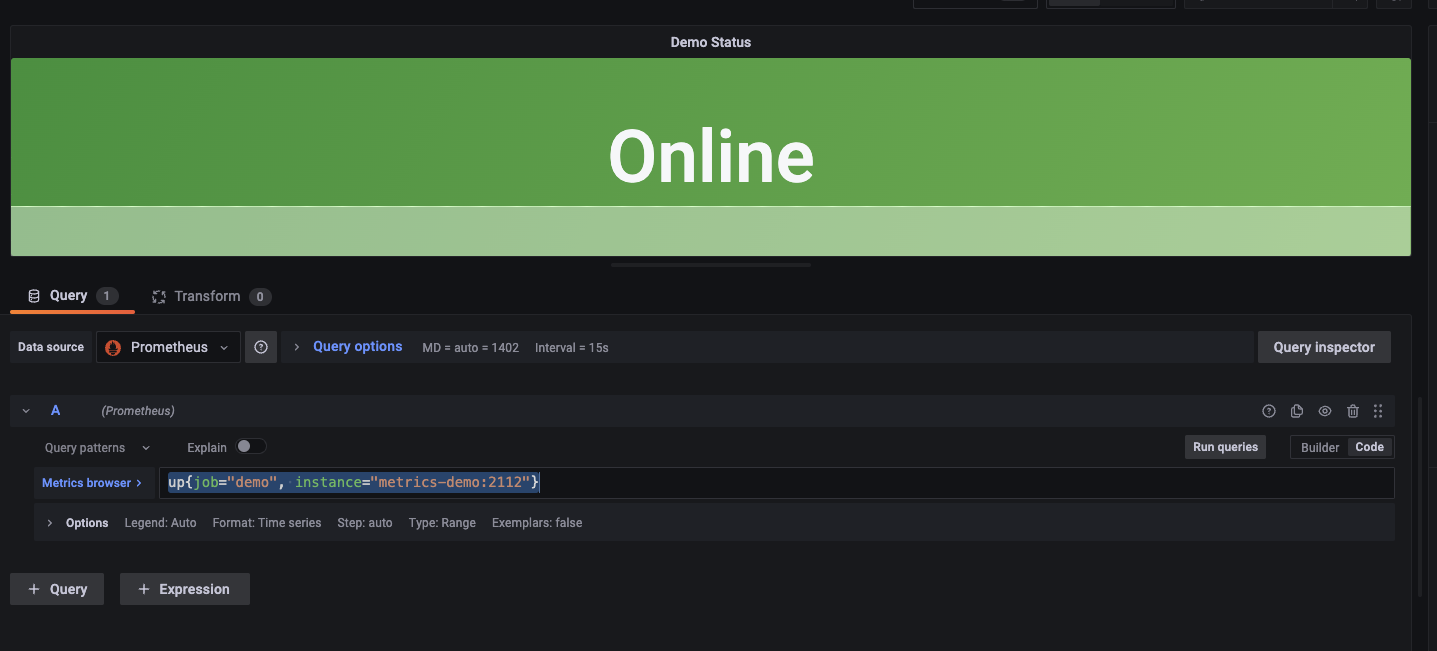 Demo Status
Online
Query 1 Transform 0
Data source Prometheus Query options MD = auto = 1402 Interval = 15s Query inspector
A (Prometheus)
Query patterns Explain Run queries Builder Code
Metrics browser > up{job="demo", instance="metrics-demo:2112"}
Options Legend: Auto Format: Time series Step: auto Type: Range Exemplars: false
+ Query + Expression